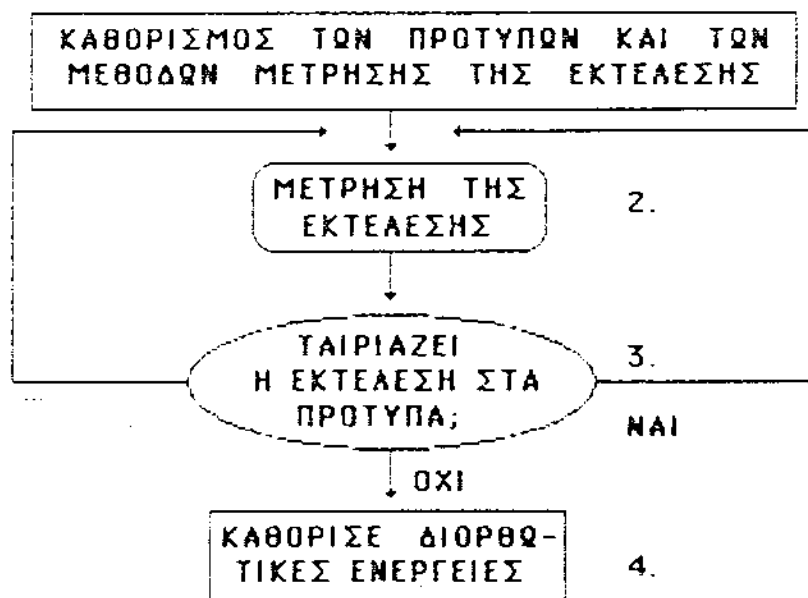 ΚΑΘΟΡΙΣΜΟΣ ΤΩΝ ΠΡΟΤΥΠΩΝ ΚΑΙ ΤΩΝ
ΜΕΘΟΔΩΝ ΜΕΤΡΗΣΗΣ ΤΗΣ ΕΚΤΕΛΕΣΗΣ
ΜΕΤΡΗΣΗ ΤΗΣ
ΕΚΤΕΛΕΣΗΣ
2.
ΤΑΙΡΙΑΖΕΙ
Η ΕΚΤΕΛΕΣΗ ΣΤΑ
ΠΡΟΤΥΠΑ;
3.
ΝΑΙ
ΟΧΙ
ΚΑΘΟΡΙΣΕ ΔΙΟΡΘΩ-
ΤΙΚΕΣ ΕΝΕΡΓΕΙΕΣ
4.